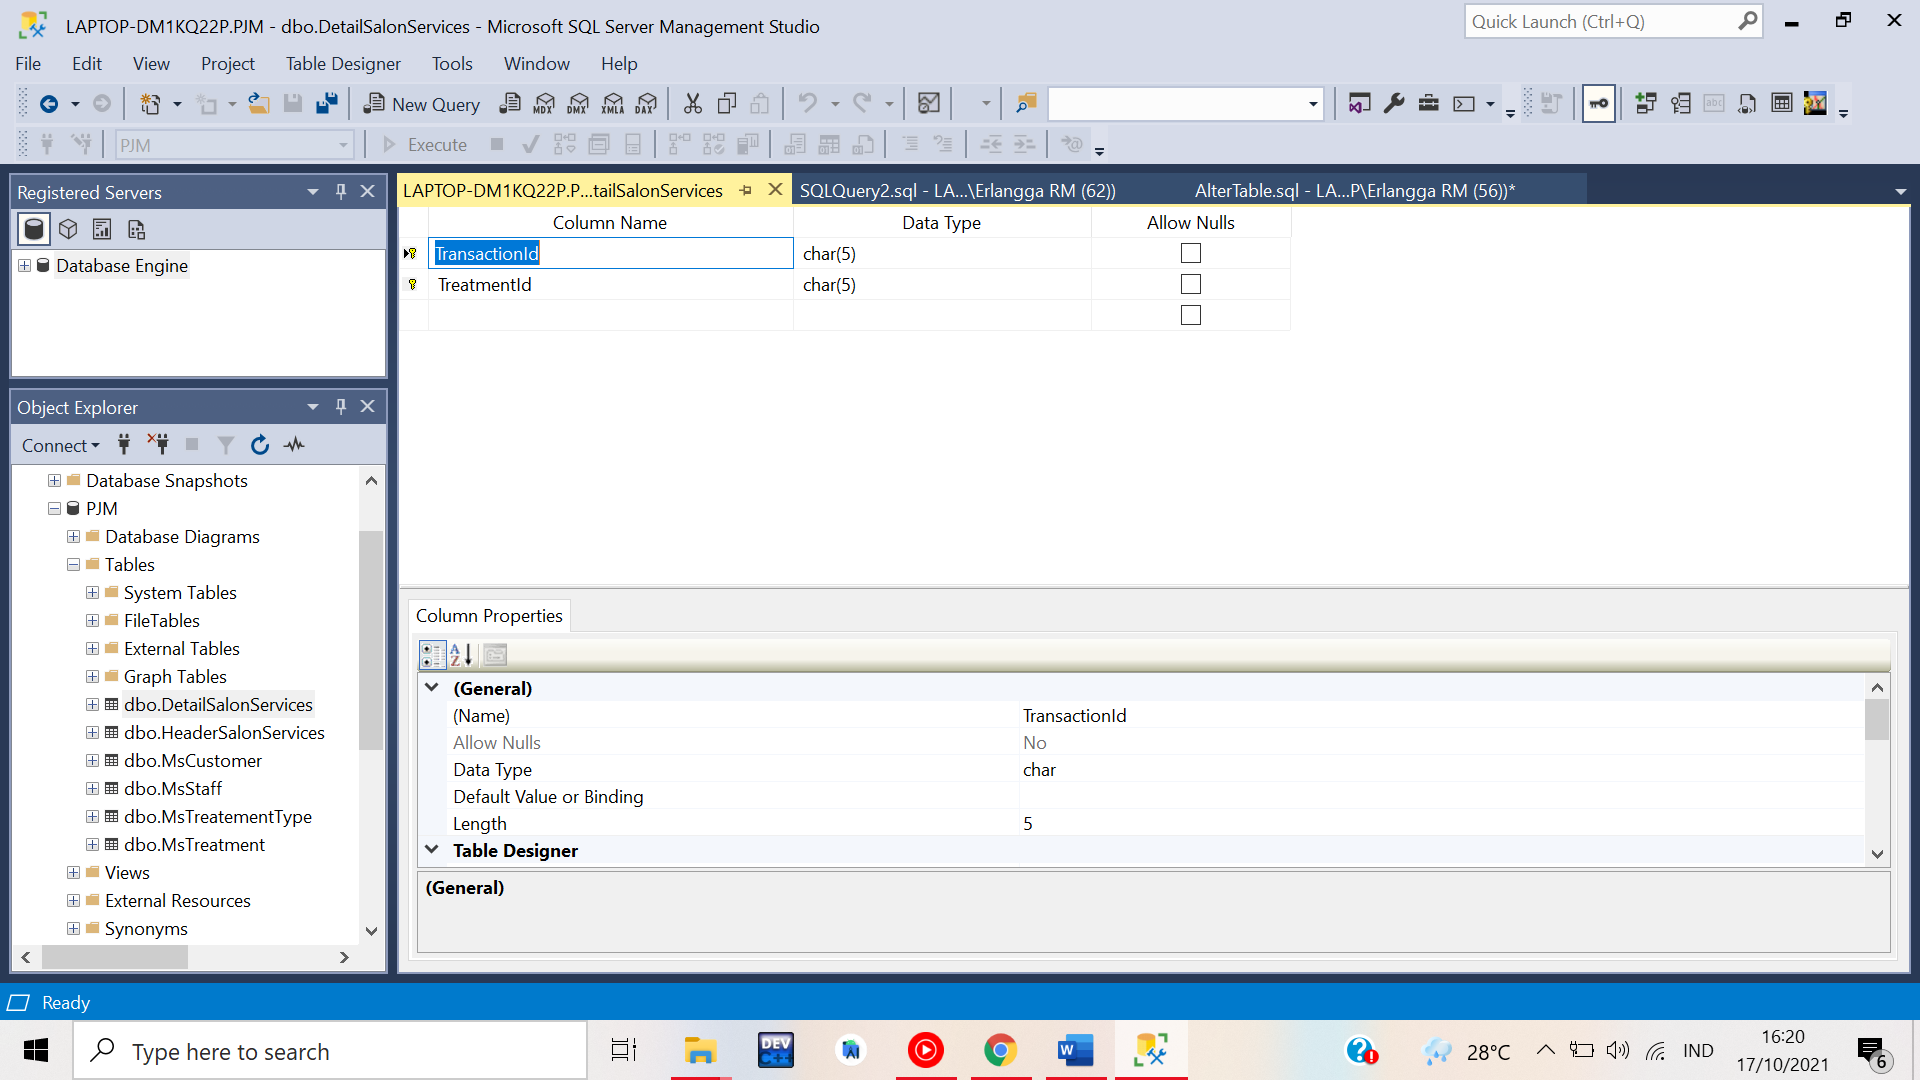 LAPTOP-DM1KQ22P.PJM - dbo.DetailSalonServices - Microsoft SQL Server Management Studio
Quick Launch (Ctrl+Q)
File Edit View Project Table Designer Tools Window Help
New Query MDX DMX XMLA DAX
PJM Execute
Registered Servers
Database Engine
Object Explorer
Connect
Database Snapshots
PJM
Database Diagrams
Tables
System Tables
FileTables
External Tables
Graph Tables
dbo.DetailSalonServices
dbo.HeaderSalonServices
dbo.MsCustomer
dbo.MsStaff
dbo.MsTreatementType
dbo.MsTreatment
Views
External Resources
Synonyms
LAPTOP-DM1KQ22P.P...tailSalonServices SQLQuery2.sql - LA...\Erlangga RM (62)) AlterTable.sql - LA...P\Erlangga RM (56))*
Column Name Data Type Allow Nulls
TransactionId char(5)
TreatmentId char(5)
Column Properties
(General)
(Name) TransactionId
Allow Nulls No
Data Type char
Default Value or Binding
Length 5
Table Designer
(General)
Ready
Type here to search
DEV C++
28°C
IND
16:20
17/10/2021
6